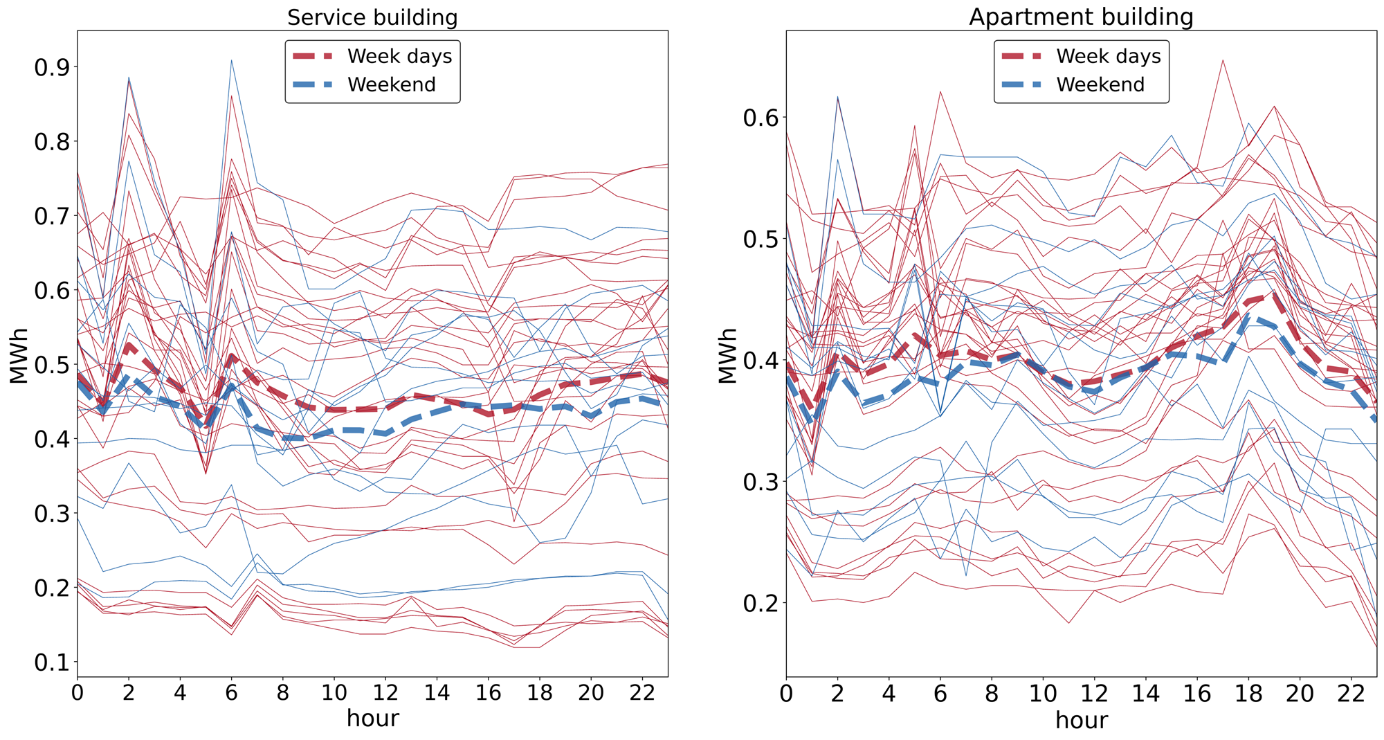 Service building
Week days
Weekend
MWh
0.9
0.8
0.7
0.6
0.5
0.4
0.3
0.2
0.1
0 2 4 6 8 10 12 14 16 18 20 22
hour
Apartment building
Week days
Weekend
MWh
0.6
0.5
0.4
0.3
0.2
0 2 4 6 8 10 12 14 16 18 20 22
hour